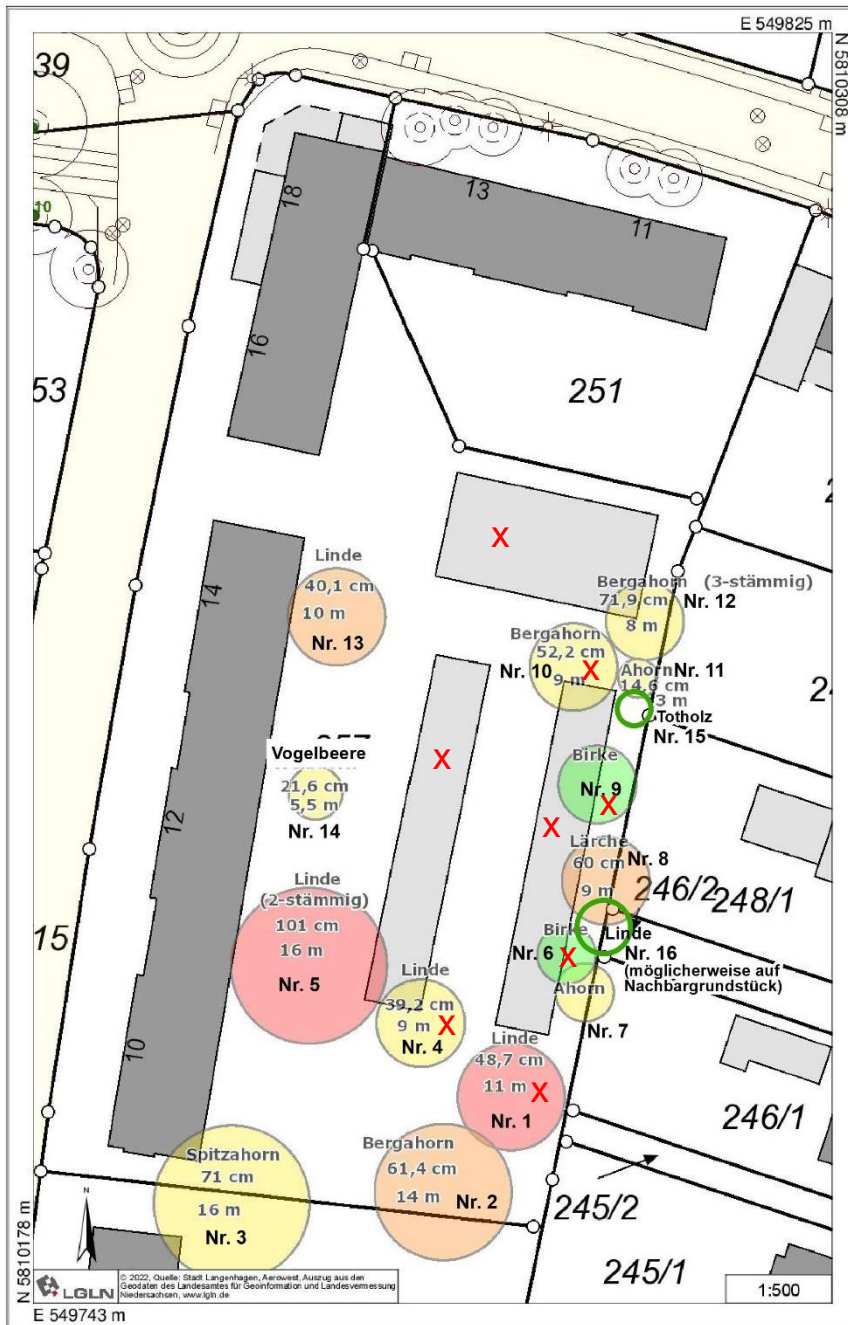 E 549825 m
N 5810308 m
39
18
13
11
10
16
53
251
14
Linde
40,1 cm
10 m
Nr. 13
Bergahorn (3-stämmig)
71,9 cm
Nr. 12
8 m
Bergahorn
52,2 cm
Nr. 10
9 m
X
X
Ahorn
Nr. 11
14,6 cm
3 m
Totholz
Nr. 15
Vogelbeere
21,6 cm
5,5 m
Nr. 14
X
12
Birke
Nr. 9
X
X
Lärche
60 cm
Nr. 8
9 m
246/2
248/1
Linde
(2-stämmig)
101 cm
16 m
Nr. 5
15
Birke
Nr. 6
X
Linde
Nr. 16
(möglicherweise auf
Nachbargrundstück)
Ahorn
Nr. 7
Linde
39,2 cm
9 m
X
Nr. 4
10
Linde
48,7 cm
11 m
X
Nr. 1
246/1
Spitzahorn
71 cm
16 m
Nr. 3
Bergahorn
61,4 cm
14 m
Nr. 2
245/2
245/1
N
N 5810178 m
E 549743 m
LGLN
© 2022, Quelle: Stadt Langenhagen, Aerowest, Auszug aus den
Geodaten des Landesamtes für Geoinformation und Landesvermessung
Niedersachsen, www.lgln.de
1:500